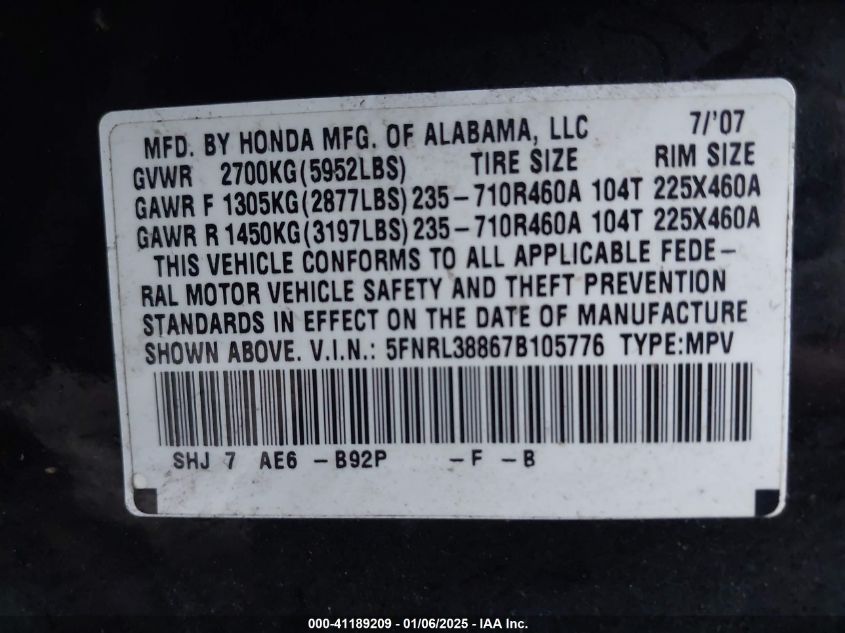 MFD. BY HONDA MFG. OF ALABAMA, LLC 7/'07
GVWR 2700KG(5952LBS) TIRE SIZE RIM SIZE
GAWR F 1305KG(2877LBS) 235-710R460A 104T 225X460A
GAWR R 1450KG(3197LBS) 235-710R460A 104T 225X460A
THIS VEHICLE CONFORMS TO ALL APPLICABLE FEDE-
RAL MOTOR VEHICLE SAFETY AND THEFT PREVENTION
STANDARDS IN EFFECT ON THE DATE OF MANUFACTURE
SHOWN ABOVE. V.I.N.: 5FNRL38867B105776 TYPE:MPV
SHJ 7 AE6 -B92P -F -B
000-41189209 - 01/06/2025 - IAA Inc.